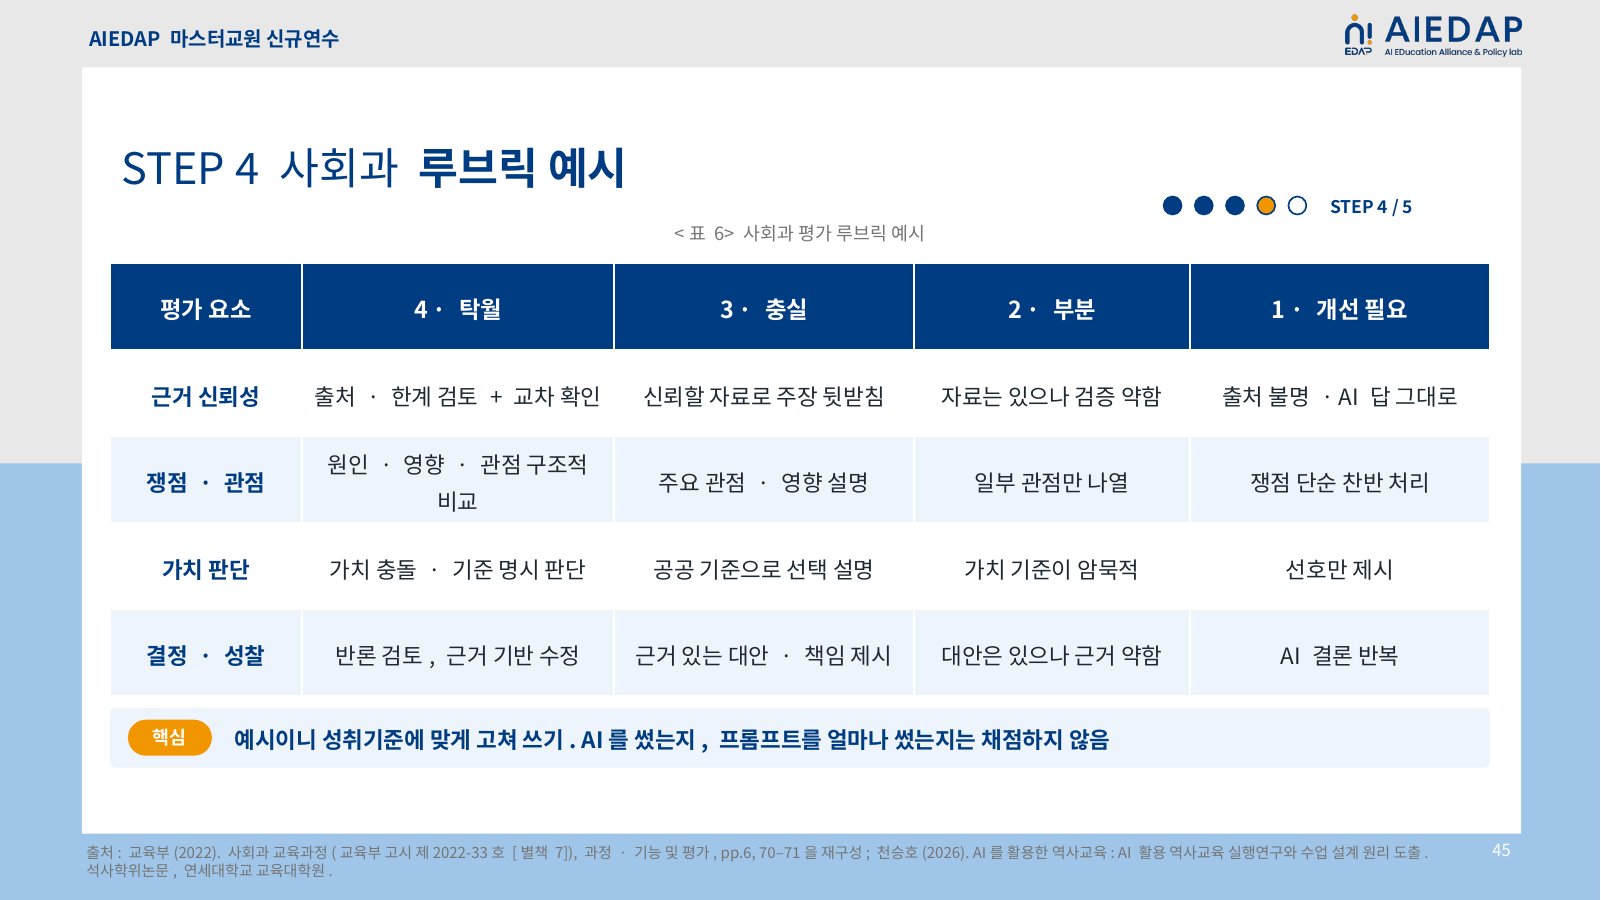 AIEDAP 마스터교원 신규연수
EDAP
AIEDAP
AI EDucation Alliance & Policy lab
STEP 4 사회과 루브릭 예시
STEP 4 / 5
< 표 6> 사회과 평가 루브릭 예시
평가 요소
4 · 탁월
3 · 충실
2 · 부분
1 · 개선 필요
근거 신뢰성
출처 · 한계 검토 + 교차 확인
신뢰할 자료로 주장 뒷받침
자료는 있으나 검증 약함
출처 불명 · AI 답 그대로
쟁점 · 관점
원인 · 영향 · 관점 구조적
비교
주요 관점 · 영향 설명
일부 관점만 나열
쟁점 단순 찬반 처리
가치 판단
가치 충돌 · 기준 명시 판단
공공 기준으로 선택 설명
가치 기준이 암묵적
선호만 제시
결정 · 성찰
반론 검토 , 근거 기반 수정
근거 있는 대안 · 책임 제시
대안은 있으나 근거 약함
AI 결론 반복
핵심
예시이니 성취기준에 맞게 고쳐 쓰기 . AI 를 썼는지 , 프롬프트를 얼마나 썼는지는 채점하지 않음
출처 : 교육부 (2022). 사회과 교육과정 ( 교육부 고시 제 2022-33 호 [ 별책 7]), 과정 · 기능 및 평가 , pp.6, 70–71 을 재구성 ; 천승호 (2026). AI 를 활용한 역사교육 : AI 활용 역사교육 실행연구와 수업 설계 원리 도출 .
석사학위논문 , 연세대학교 교육대학원 .
45